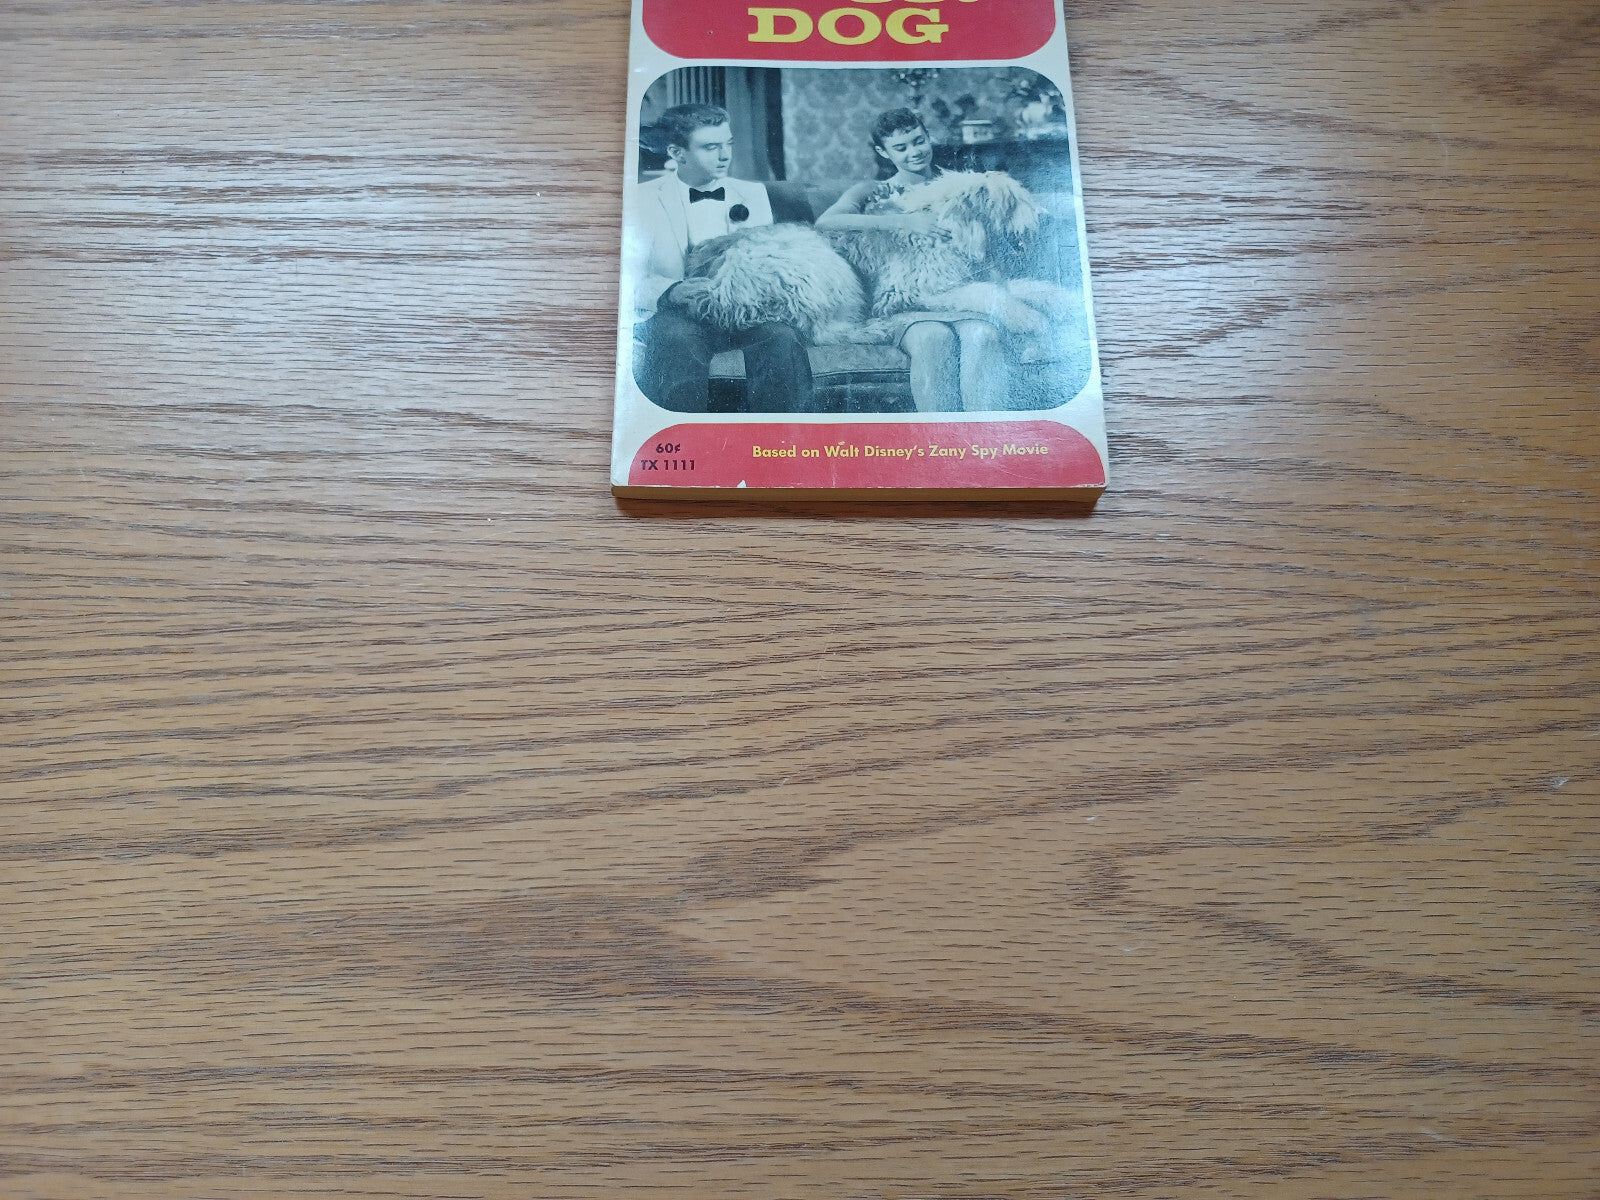 DOG
60¢
TX 1111
Based on Walt Disney's Zany Spy Movie